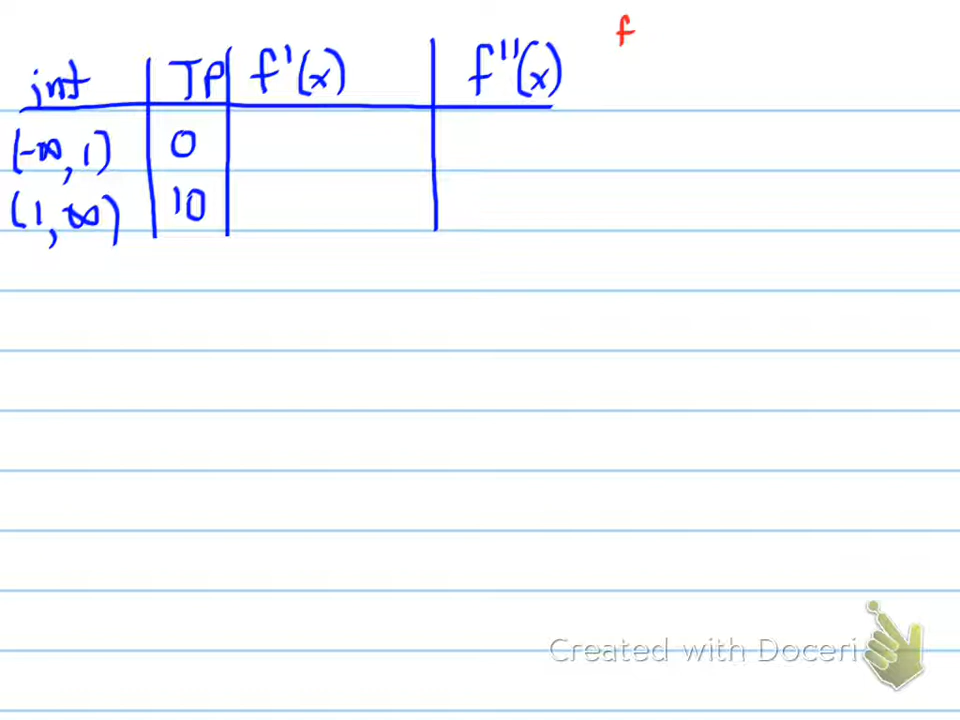 int | TP | f'(x) | f''(x) f
(-∞, 1) | 0
(1, ∞) | 10
Created with Doceri